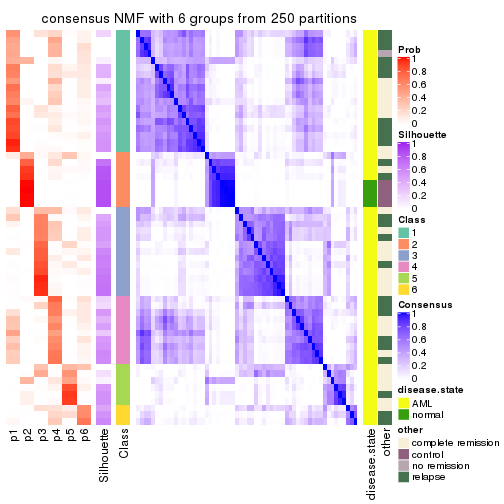 consensus NMF with 6 groups from 250 partitions
p1
p2
p3
p4
p5
p6
Silhouette
Class
disease.state
other
Prob
1
0.8
0.6
0.4
0.2
0
Silhouette
1
0.8
0.6
0.4
0.2
0
Class
1
2
3
4
5
6
Consensus
1
0.8
0.6
0.4
0.2
0
disease.state
AML
normal
other
complete remission
control
no remission
relapse